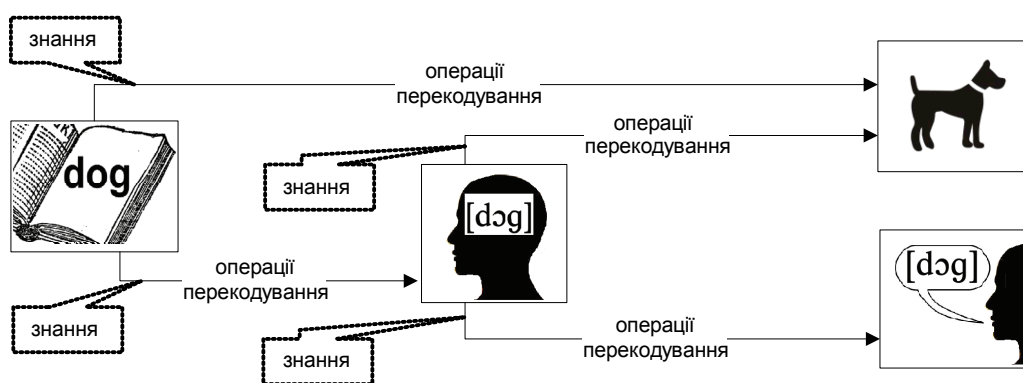 знання
операції
перекодування
операції
перекодування
dog
знання
[dɔg]
[dɔg]
операції
перекодування
знання
знання
операції
перекодування